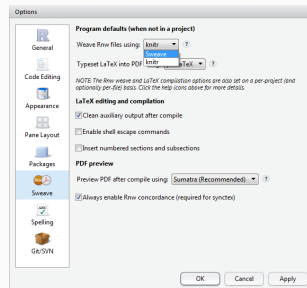 Options
General
Code Editing
Appearance
Pane Layout
Packages
Sweave
Spelling
Git/SVN
Program defaults (when not in a project)
Weave Rnw files using: knitr ?
Sweave
knitr
Typeset LaTeX into PDF LaTeX ?
NOTE The Rnw weave and LaTeX compilation options are also set on a per-project (and
optionally per-file) basis. Click the help icons above for more details.
LaTeX editing and compilation
Clean auxiliary output after compile
Enable shell escape commands
Insert numbered sections and subsections
PDF preview
Preview PDF after compile using: Sumatra (Recommended) ?
Always enable Rnw concordance (required for synctex)
OK Cancel Apply